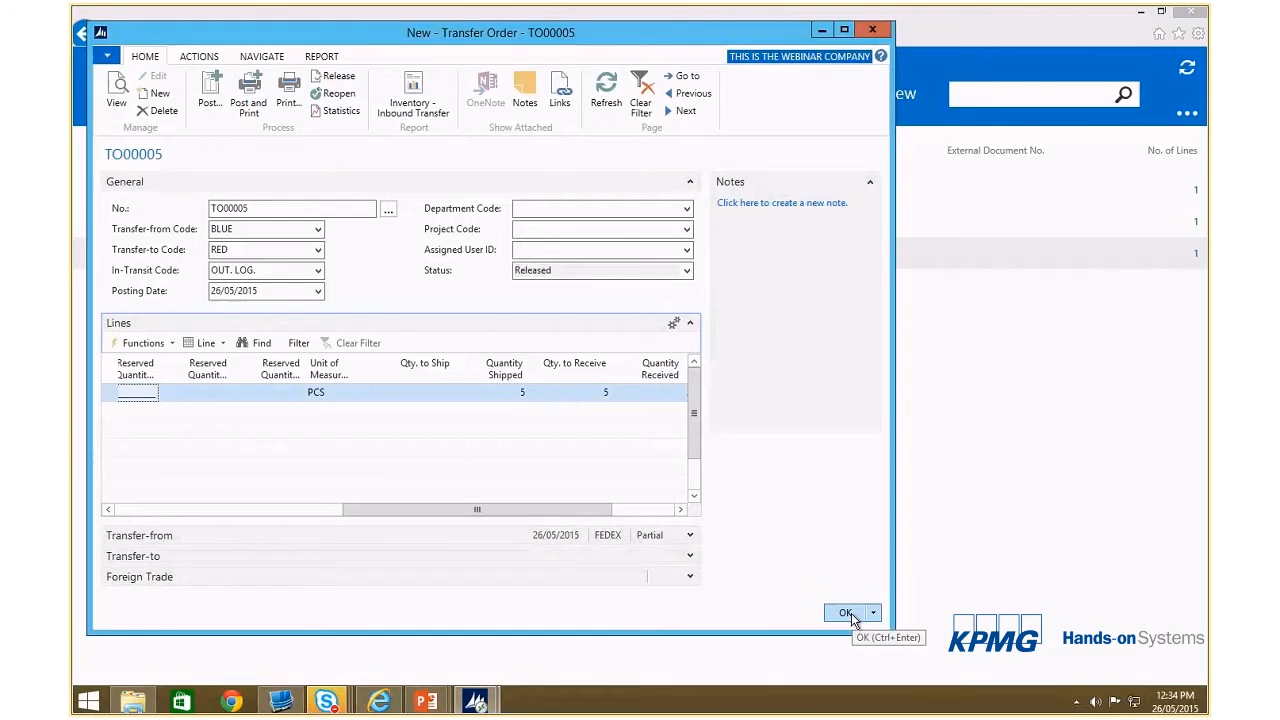 New - Transfer Order - TO00005
HOME ACTIONS NAVIGATE REPORT
THIS IS THE WEBINAR COMPANY
View
Edit
New
Delete
Manage
Post...
Post and Print
Print...
Release
Reopen
Statistics
Process
Inventory - Inbound Transfer
Report
OneNote
Notes
Links
Show Attached
Refresh
Clear Filter
Go to
Previous
Next
Page
ew
External Document No. No. of Lines
1
1
1
TO00005
General
No.: TO00005 ...
Transfer-from Code: BLUE
Transfer-to Code: RED
In-Transit Code: OUT. LOG.
Posting Date: 26/05/2015
Department Code:
Project Code:
Assigned User ID:
Status: Released
Notes
Click here to create a new note.
Lines
Functions Line Find Filter Clear Filter
Reserved Reserved Reserved Unit of Qty. to Ship Quantity Qty. to Receive Quantity
Quantit... Quantit... Quantit... Measur... Shipped Received
PCS 5 5
Transfer-from 26/05/2015 FEDEX Partial
Transfer-to
Foreign Trade
OK
OK (Ctrl+Enter)
KPMG Hands-on Systems
12:34 PM
26/05/2015